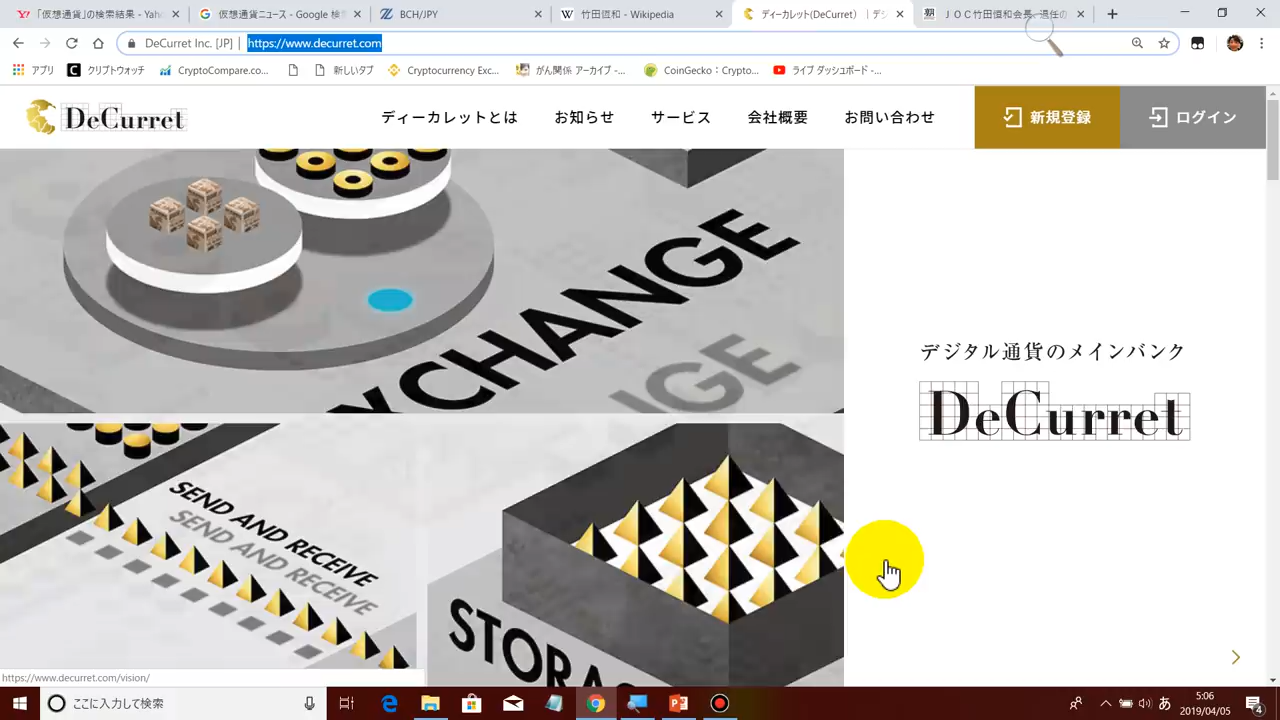 「仮想通貨」の検索結果 - Yaho
仮想通貨ニュース - Google 検索
BCH/JPY
竹田恆和 - Wikipedia
ディーカレット(DeCurret) | デジ
ＪＯＣ竹田恒和会長
DeCurret Inc. [JP] | https://www.decurret.com
アプリ
クリプトウォッチ
CryptoCompare.co...
新しいタブ
Cryptocurrency Exc...
がん関係 アーカイブ -...
CoinGecko：Crypto...
ライブ ダッシュボード -...
DeCurret
ディーカレットとは
お知らせ
サービス
会社概要
お問い合わせ
新規登録
ログイン
EXCHANGE
デジタル通貨のメインバンク
DeCurret
SEND AND RECEIVE
SEND AND RECEIVE
https://www.decurret.com/vision/
ここに入力して検索
あ
5:06
2019/04/05
4